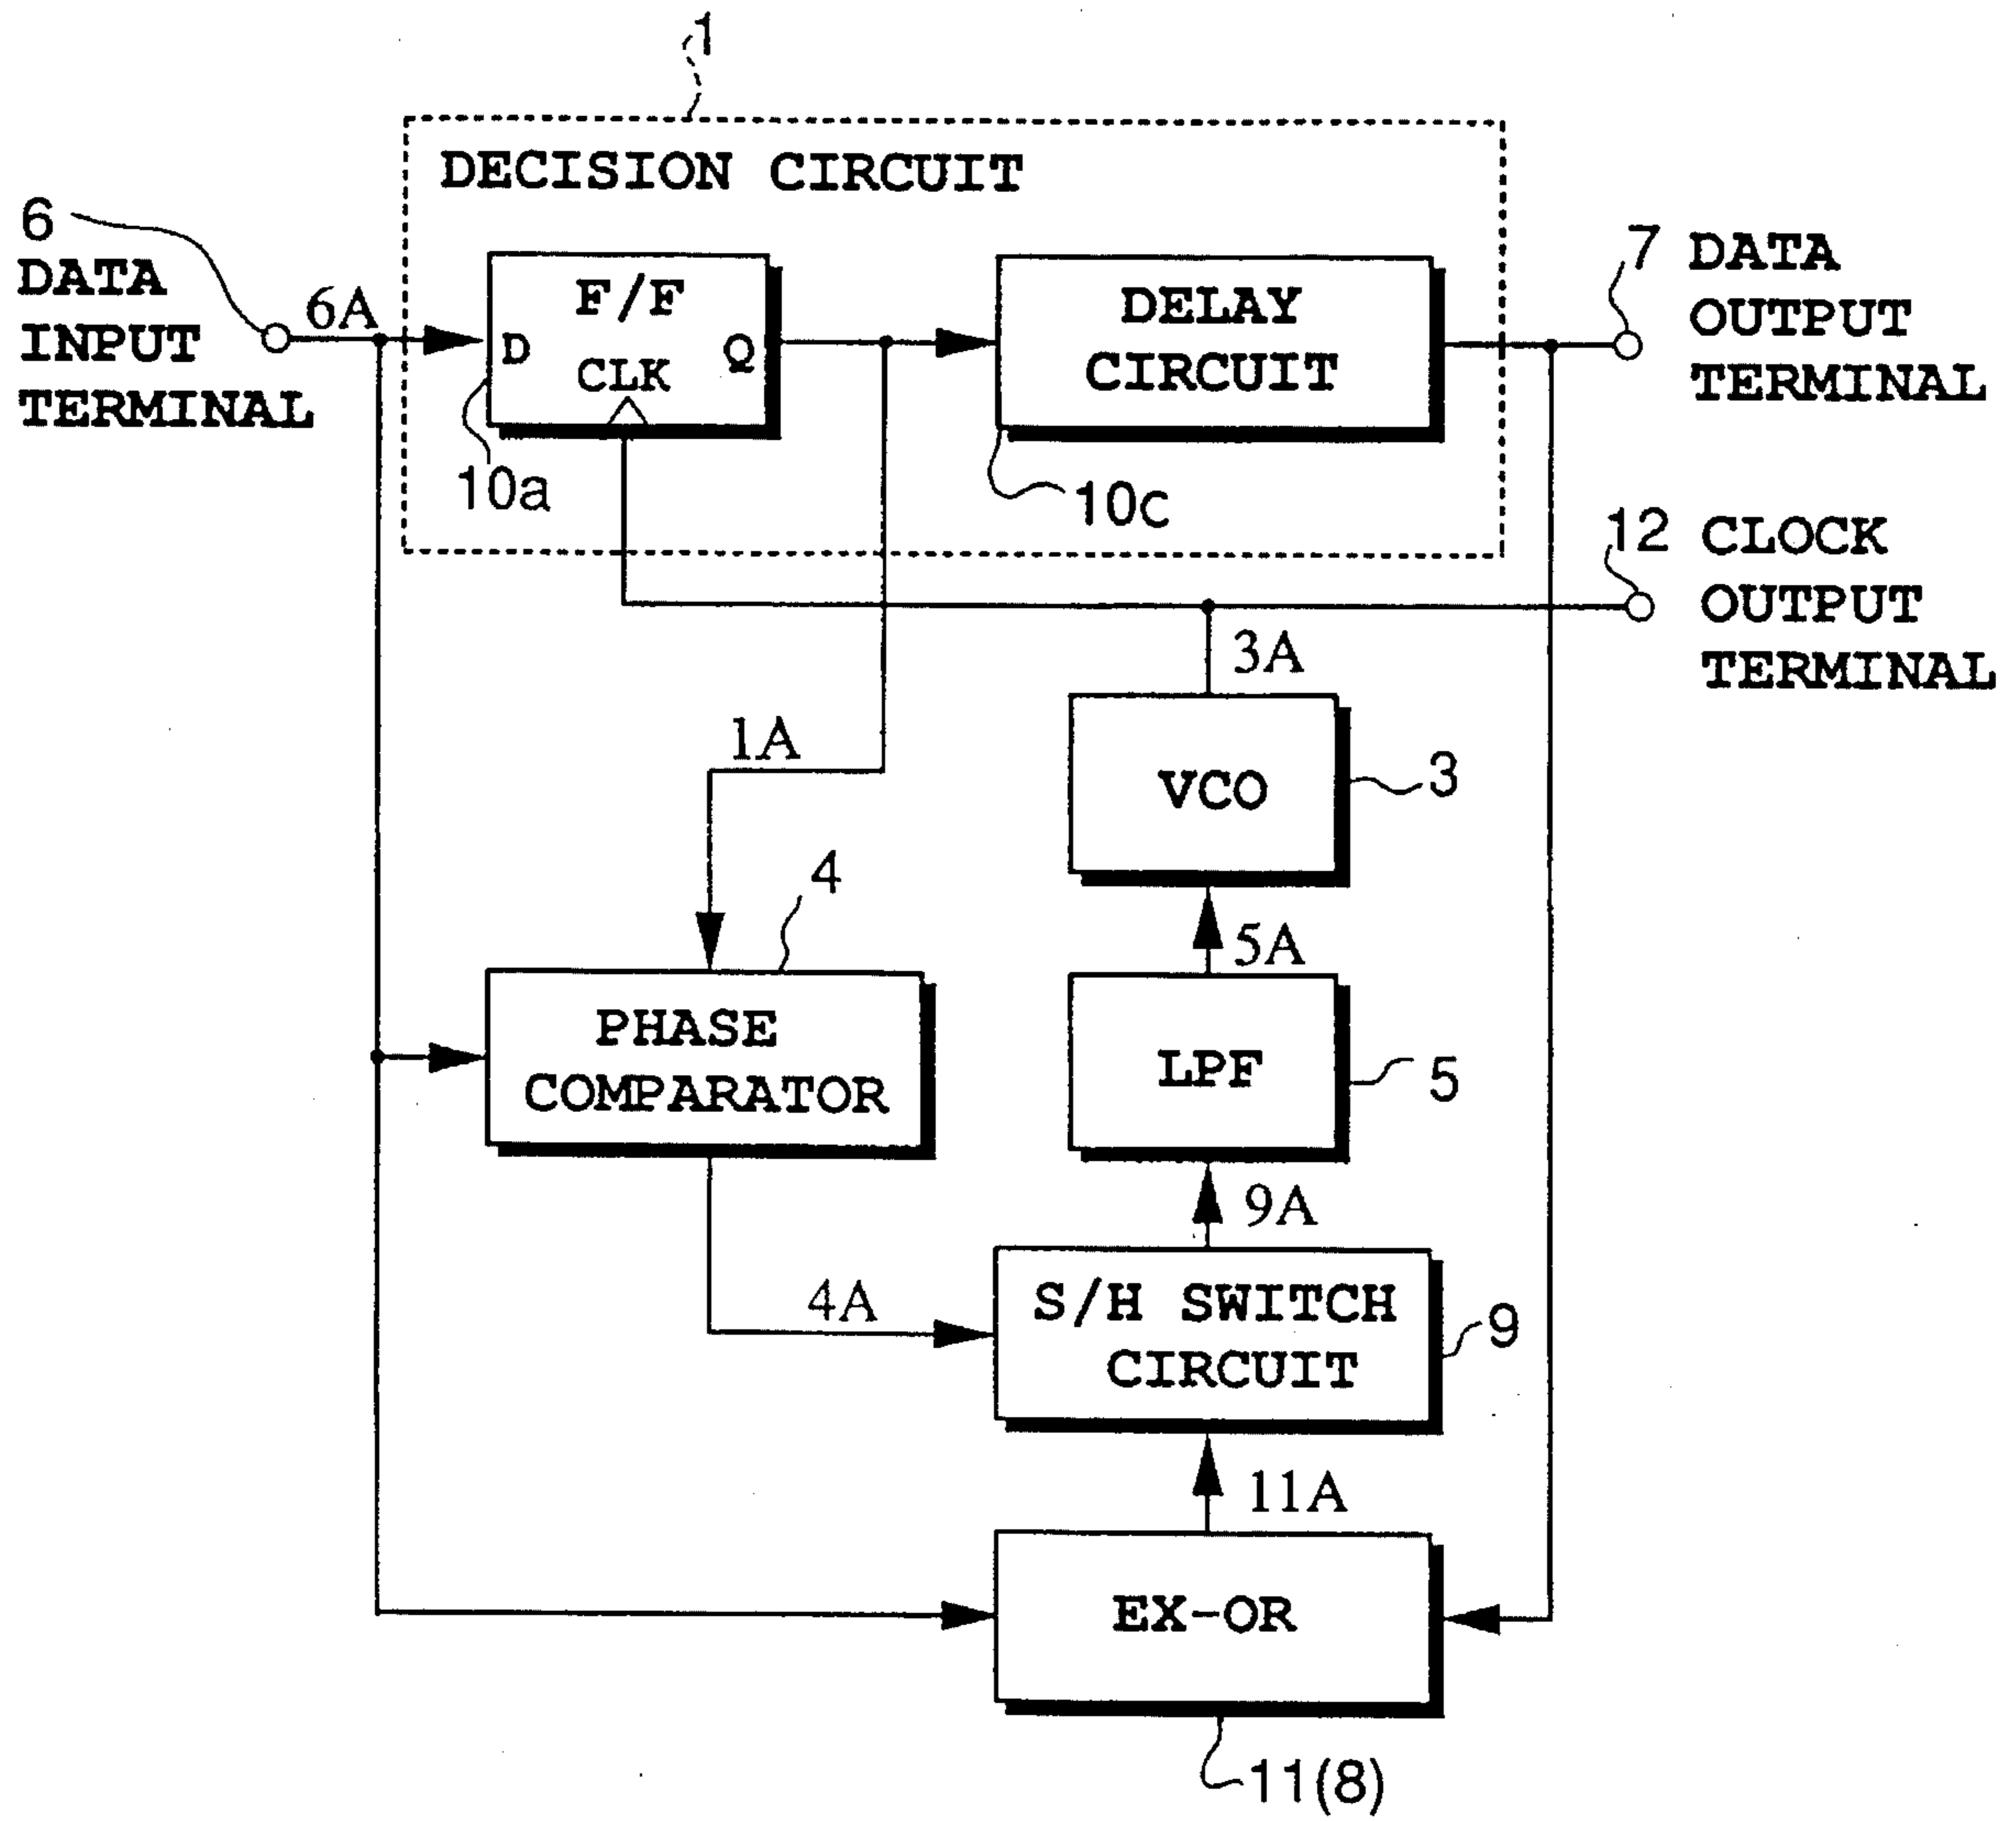 1
DECISION CIRCUIT
6
DATA
INPUT
TERMINAL
6A
F/F
D
Q
CLK
10a
DELAY
CIRCUIT
10c
7
DATA
OUTPUT
TERMINAL
12
CLOCK
OUTPUT
TERMINAL
3A
1A
VCO
3
4
5A
PHASE
COMPARATOR
LPF
5
9A
4A
S/H SWITCH
CIRCUIT
9
11A
EX-OR
11(8)